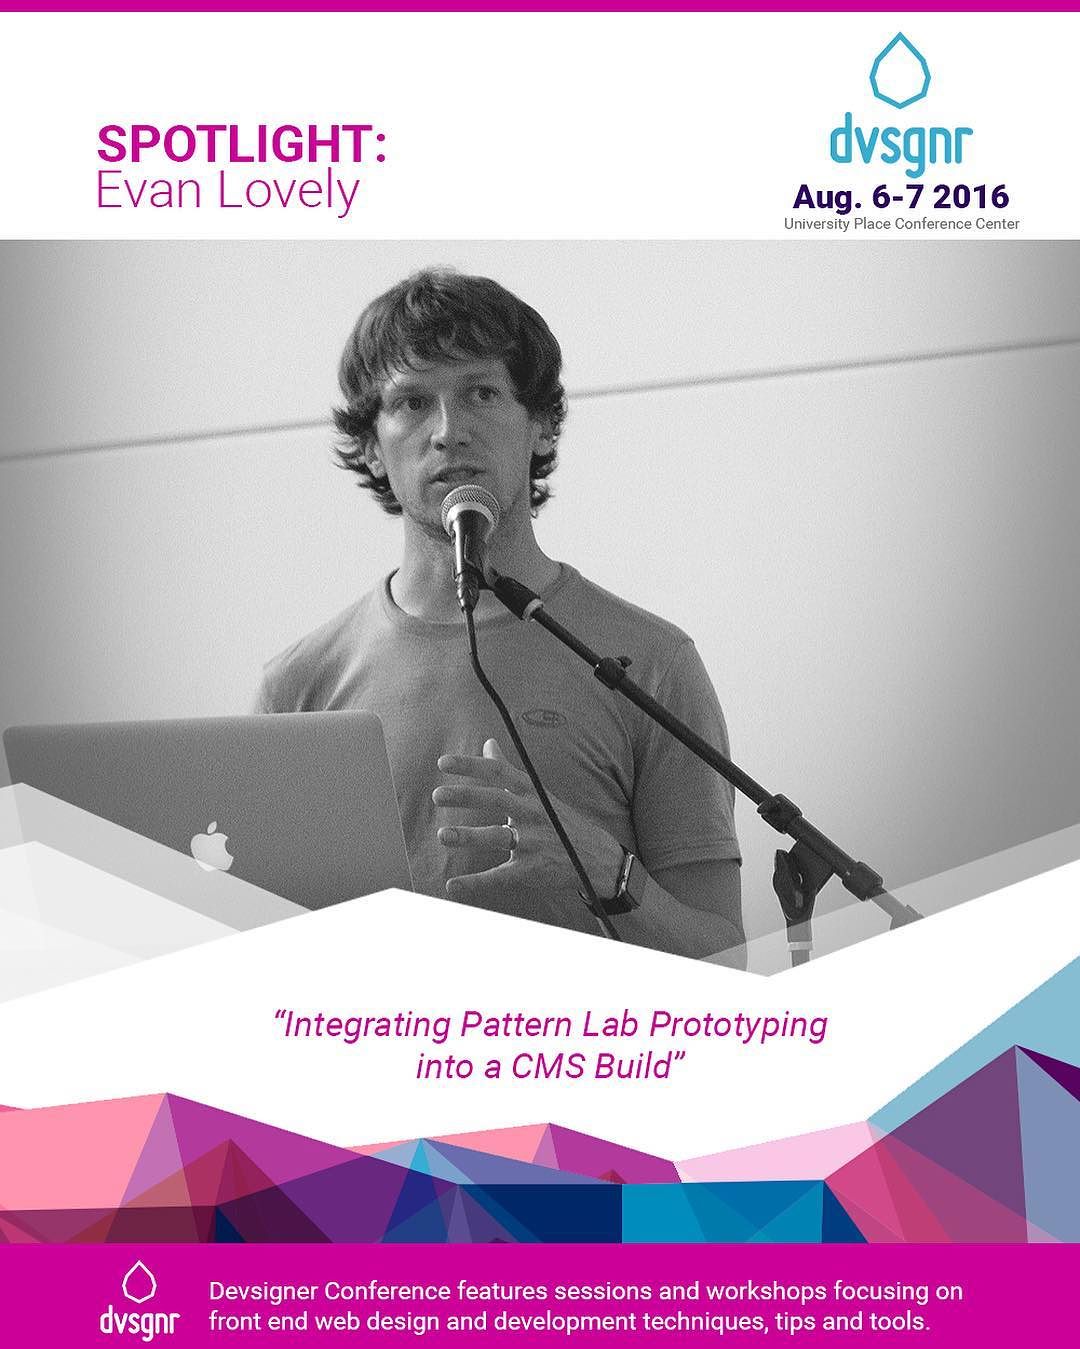 SPOTLIGHT:
Evan Lovely
dvsgnr
Aug. 6-7 2016
University Place Conference Center
“Integrating Pattern Lab Prototyping
into a CMS Build”
dvsgnr
Devsigner Conference features sessions and workshops focusing on
front end web design and development techniques, tips and tools.